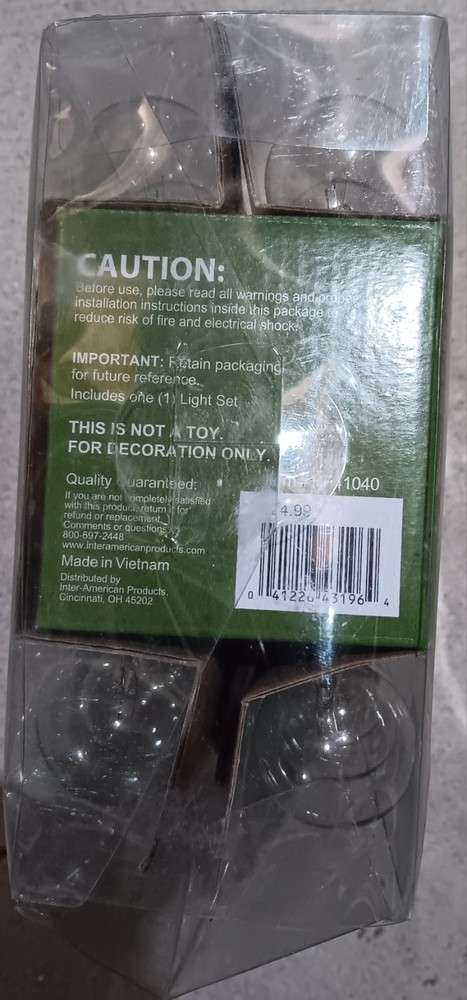 CAUTION:
Before use, please read all warnings and
installation instructions inside this package
reduce risk of fire and electrical shock.
IMPORTANT: Retain packaging
for future reference.
Includes one (1) Light Set
THIS IS NOT A TOY.
FOR DECORATION ONLY.
Quality Guaranteed:
If you are not completely satisfied
with this product, return it for
refund or replacement.
Comments or questions
800-697-2448
www.interamericanproducts.com
Made in Vietnam
Distributed by
Inter-American Products,
Cincinnati, OH 45202
1040
4.99
0 41226 43196 4